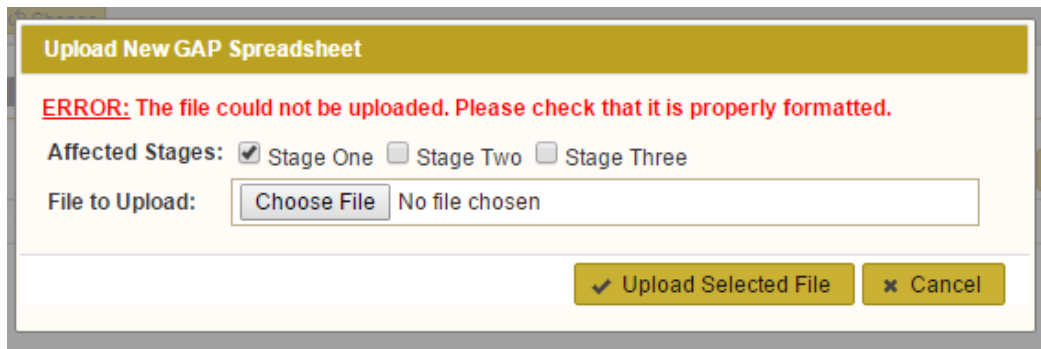 Change
Upload New GAP Spreadsheet
ERROR: The file could not be uploaded. Please check that it is properly formatted.
Affected Stages: Stage One Stage Two Stage Three
File to Upload: Choose File No file chosen
Upload Selected File Cancel